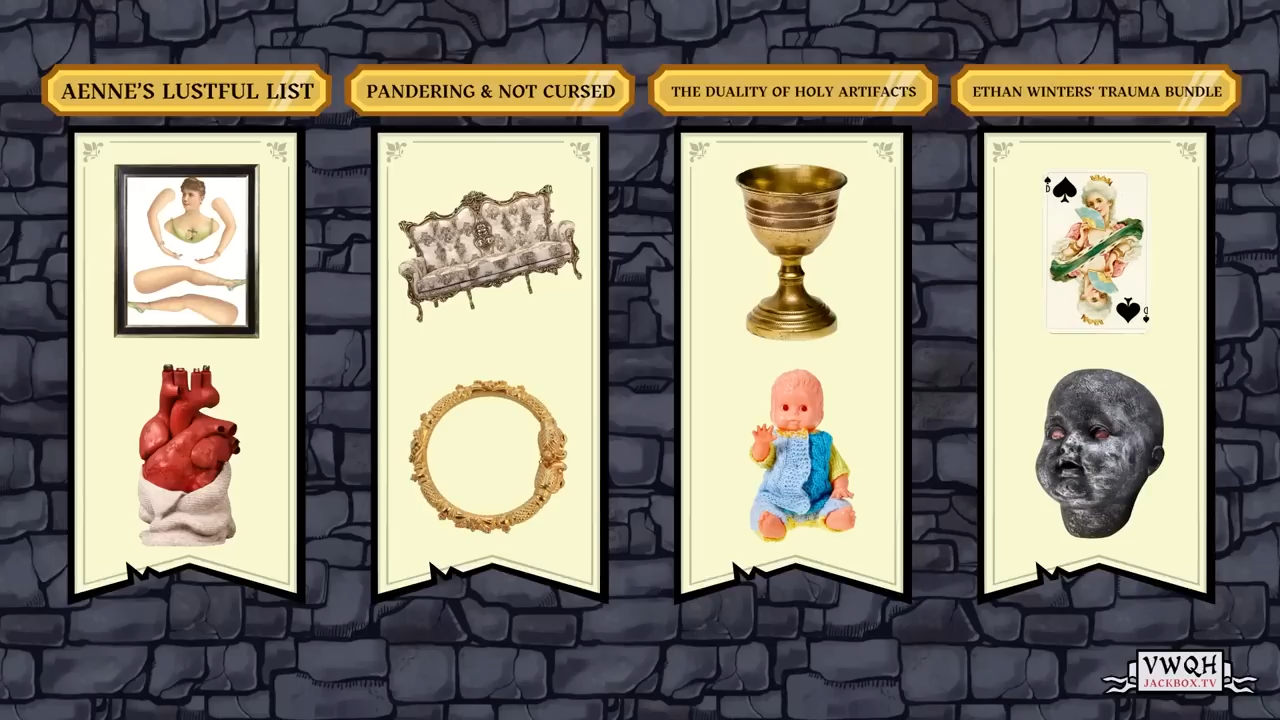 AENNE'S LUSTFUL LIST
PANDERING & NOT CURSED
THE DUALITY OF HOLY ARTIFACTS
ETHAN WINTERS' TRAUMA BUNDLE
D
D
VWQH
JACKBOX.TV